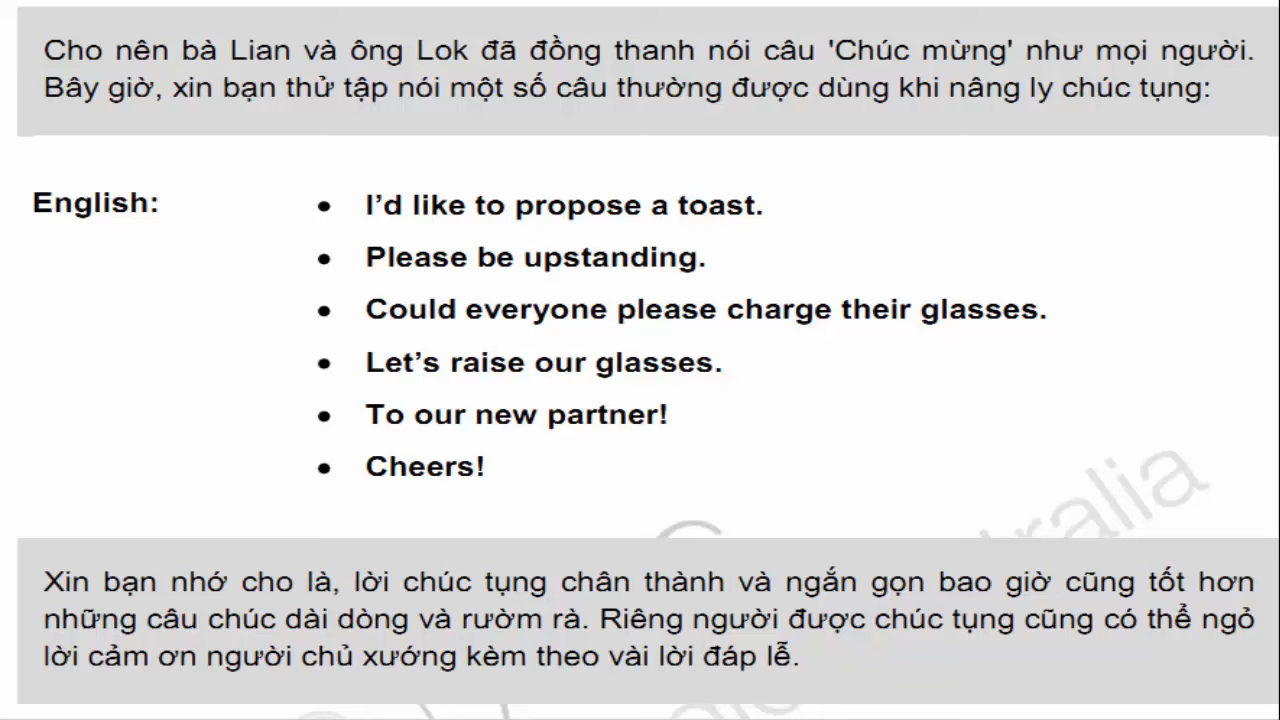 Cho nên bà Lian và ông Lok đã đồng thanh nói câu 'Chúc mừng' như mọi người.
Bây giờ, xin bạn thử tập nói một số câu thường được dùng khi nâng ly chúc tụng:
English:
• I’d like to propose a toast.
• Please be upstanding.
• Could everyone please charge their glasses.
• Let’s raise our glasses.
• To our new partner!
• Cheers!
Xin bạn nhớ cho là, lời chúc tụng chân thành và ngắn gọn bao giờ cũng tốt hơn
những câu chúc dài dòng và rườm rà. Riêng người được chúc tụng cũng có thể ngỏ
lời cảm ơn người chủ xướng kèm theo vài lời đáp lễ.